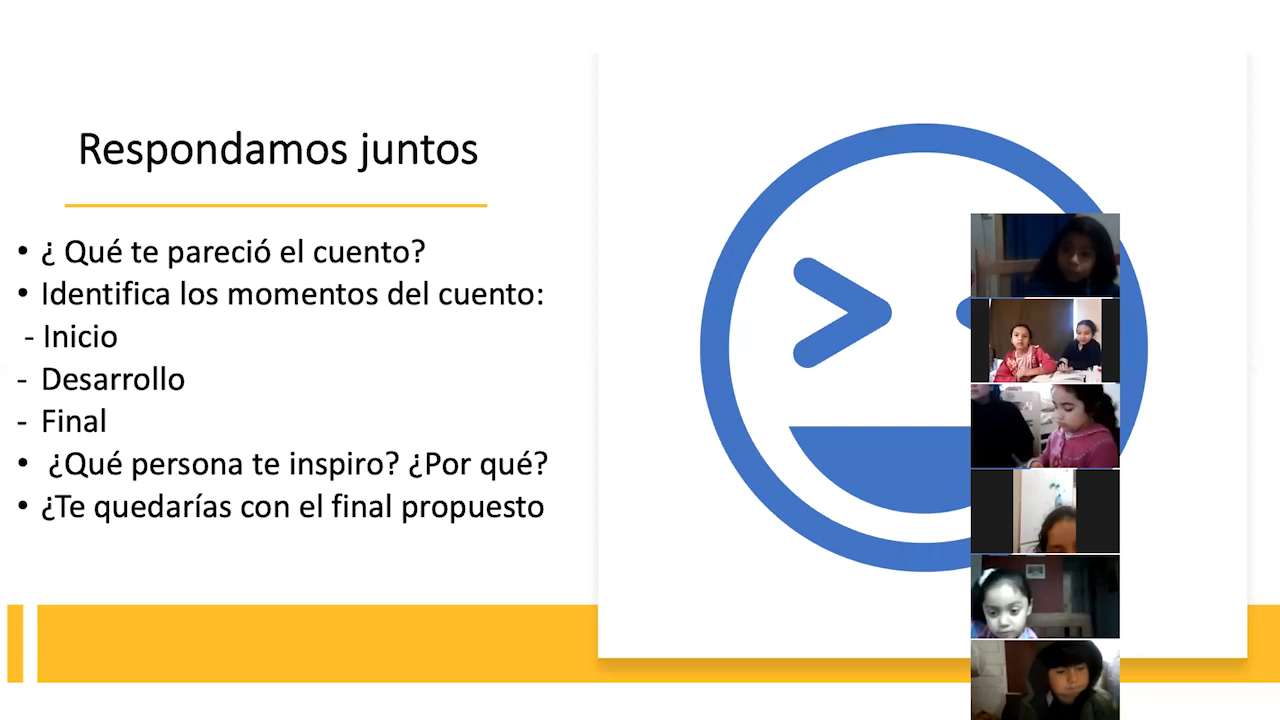 Respondamos juntos
• ¿ Qué te pareció el cuento?
• Identifica los momentos del cuento:
- Inicio
- Desarrollo
- Final
• ¿Qué persona te inspiro? ¿Por qué?
• ¿Te quedarías con el final propuesto